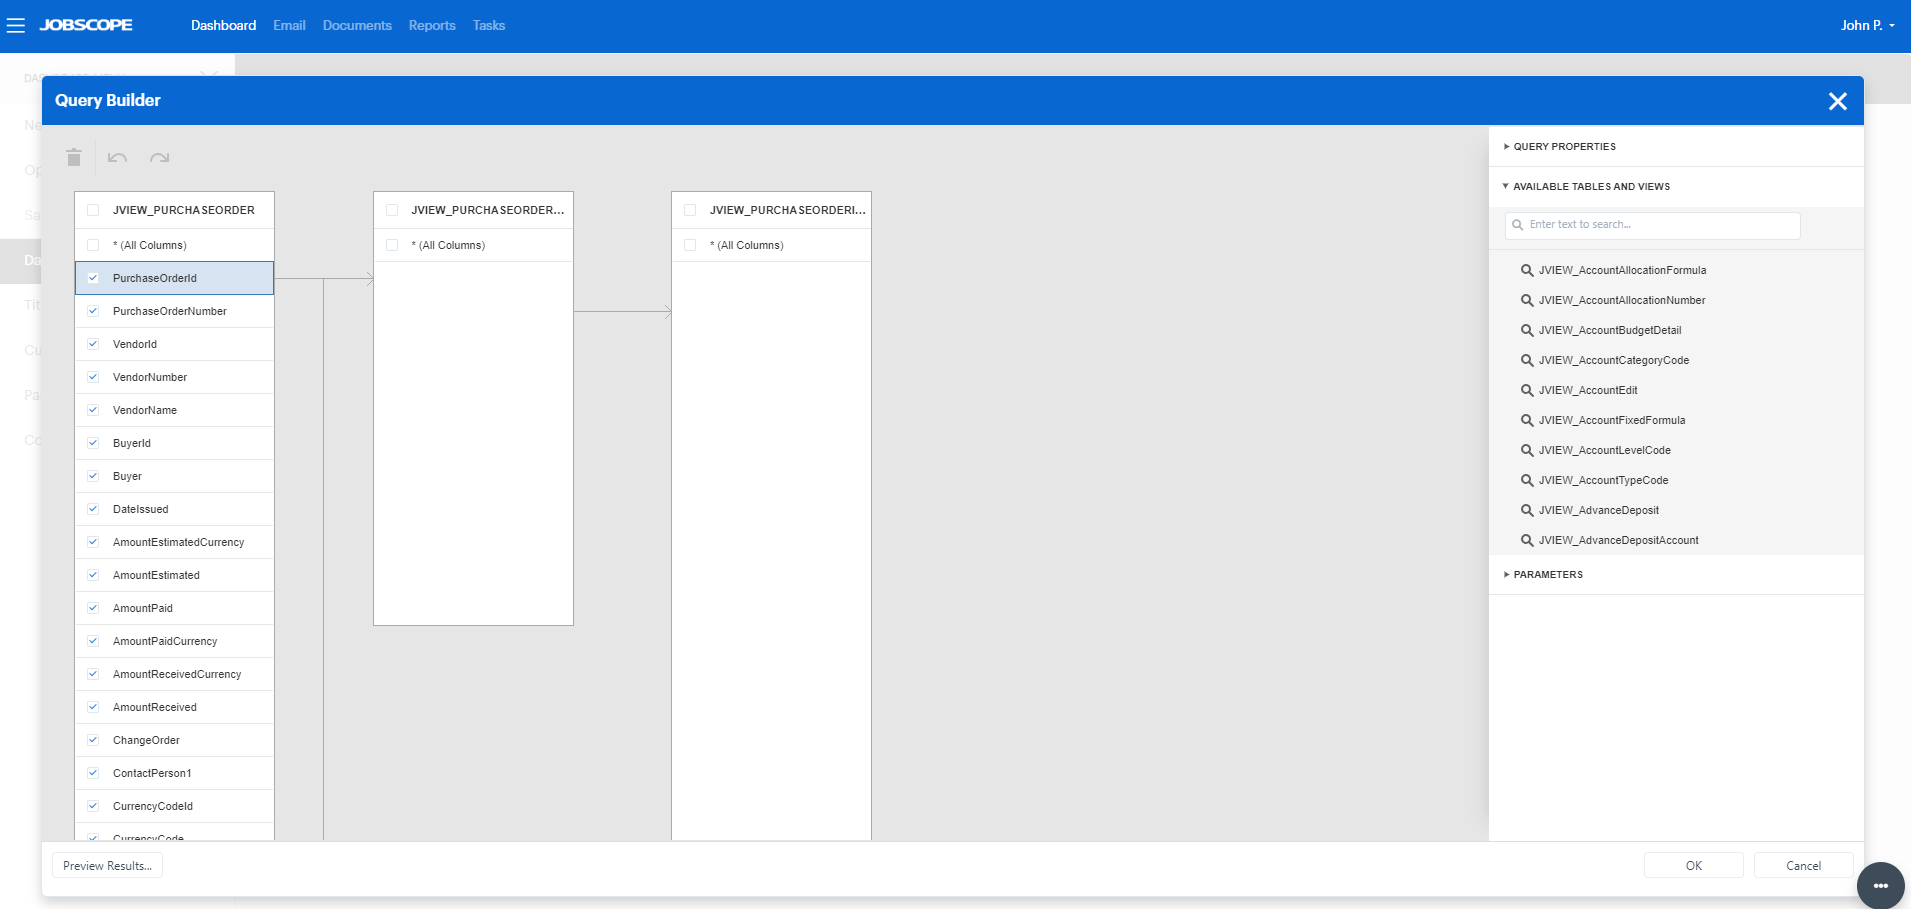 JOBSCOPE
Dashboard Email Documents Reports Tasks
John P.
Query Builder
JVIEW_PURCHASEORDER
* (All Columns)
PurchaseOrderId
PurchaseOrderNumber
VendorId
VendorNumber
VendorName
BuyerId
Buyer
DateIssued
AmountEstimatedCurrency
AmountEstimated
AmountPaid
AmountPaidCurrency
AmountReceivedCurrency
AmountReceived
ChangeOrder
ContactPerson1
CurrencyCodeId
CurrencyCode
JVIEW_PURCHASEORDER...
* (All Columns)
JVIEW_PURCHASEORDERI...
* (All Columns)
QUERY PROPERTIES
AVAILABLE TABLES AND VIEWS
Enter text to search...
JVIEW_AccountAllocationFormula
JVIEW_AccountAllocationNumber
JVIEW_AccountBudgetDetail
JVIEW_AccountCategoryCode
JVIEW_AccountEdit
JVIEW_AccountFixedFormula
JVIEW_AccountLevelCode
JVIEW_AccountTypeCode
JVIEW_AdvanceDeposit
JVIEW_AdvanceDepositAccount
PARAMETERS
Preview Results...
OK
Cancel